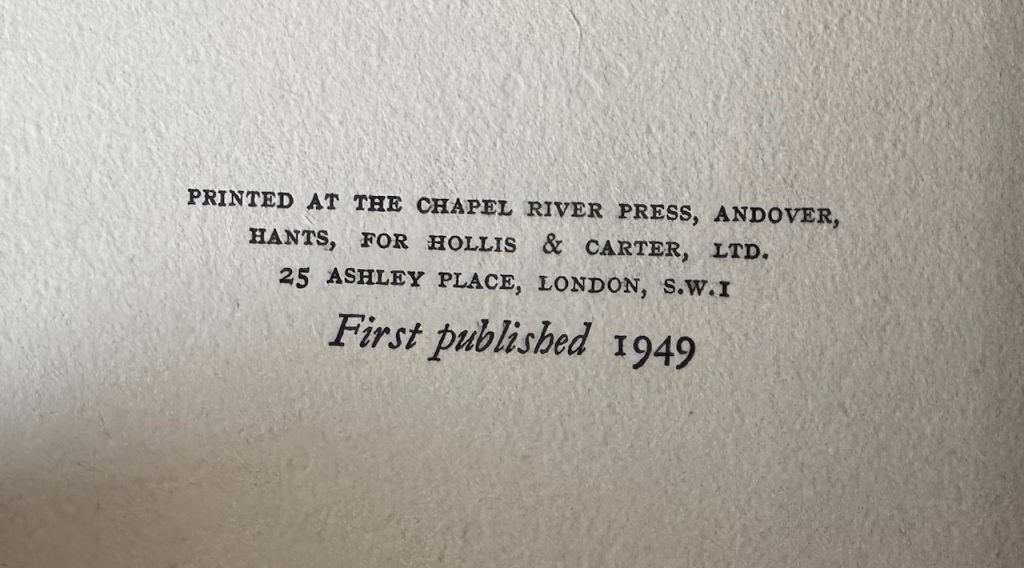 PRINTED AT THE CHAPEL RIVER PRESS, ANDOVER,
HANTS, FOR HOLLIS & CARTER, LTD.
25 ASHLEY PLACE, LONDON, S.W.1
First published 1949